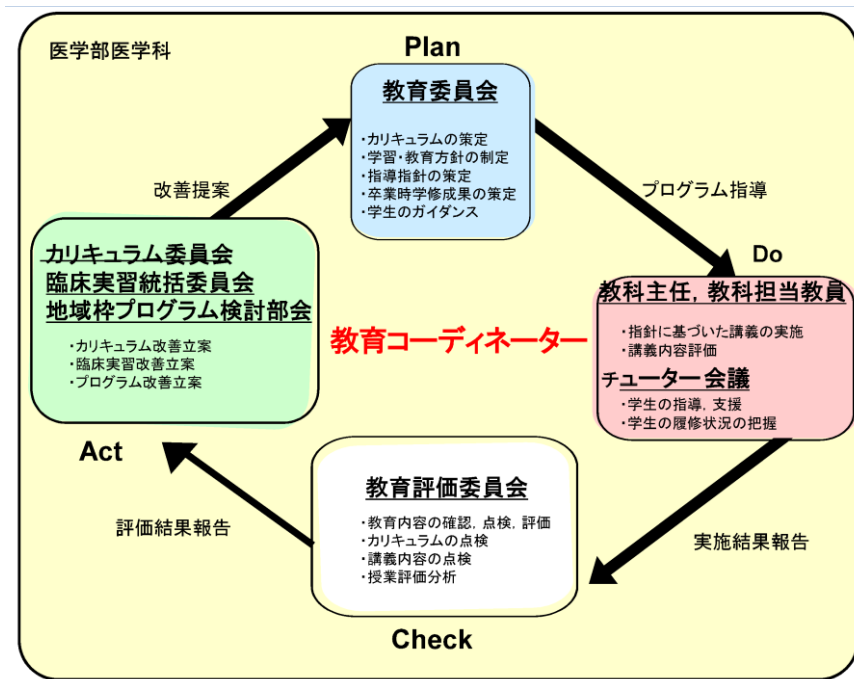 医学部医学科
Plan
教育委員会
・カリキュラムの策定
・学習・教育方針の制定
・指導指針の策定
・卒業時学修成果の策定
・学生のガイダンス
改善提案
プログラム指導
Do
カリキュラム委員会
臨床実習統括委員会
地域枠プログラム検討部会
・カリキュラム改善立案
・臨床実習改善立案
・プログラム改善立案
教育コーディネーター
教科主任, 教科担当教員
・指針に基づいた講義の実施
・講義内容評価
チューター会議
・学生の指導, 支援
・学生の履修状況の把握
Act
教育評価委員会
・教育内容の確認, 点検, 評価
・カリキュラムの点検
・講義内容の点検
・授業評価分析
評価結果報告
実施結果報告
Check